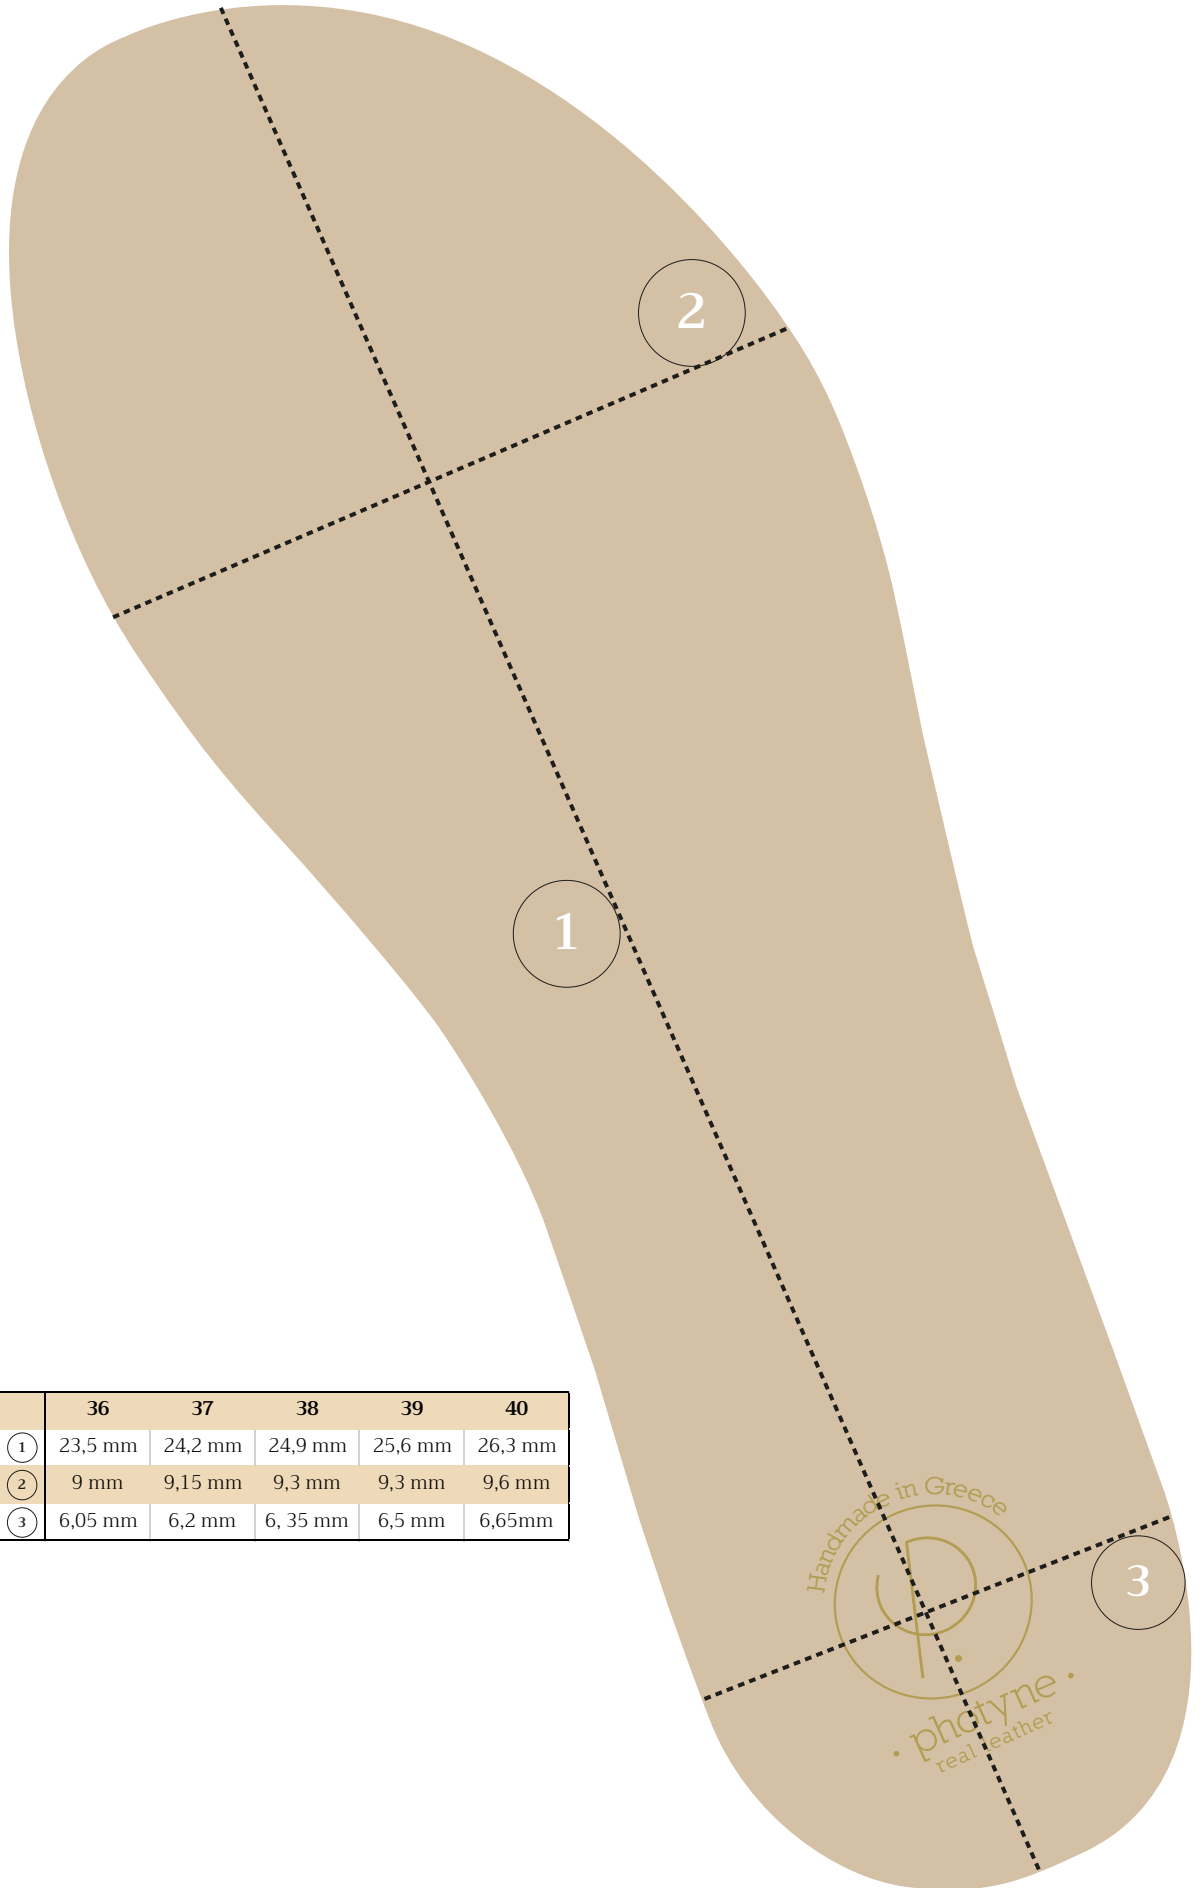 2
1
36 37 38 39 40
1 23,5 mm 24,2 mm 24,9 mm 25,6 mm 26,3 mm
2 9 mm 9,15 mm 9,3 mm 9,3 mm 9,6 mm
3 6,05 mm 6,2 mm 6, 35 mm 6,5 mm 6,65mm
Handmade in Greece
3
· photyne ·
real leather